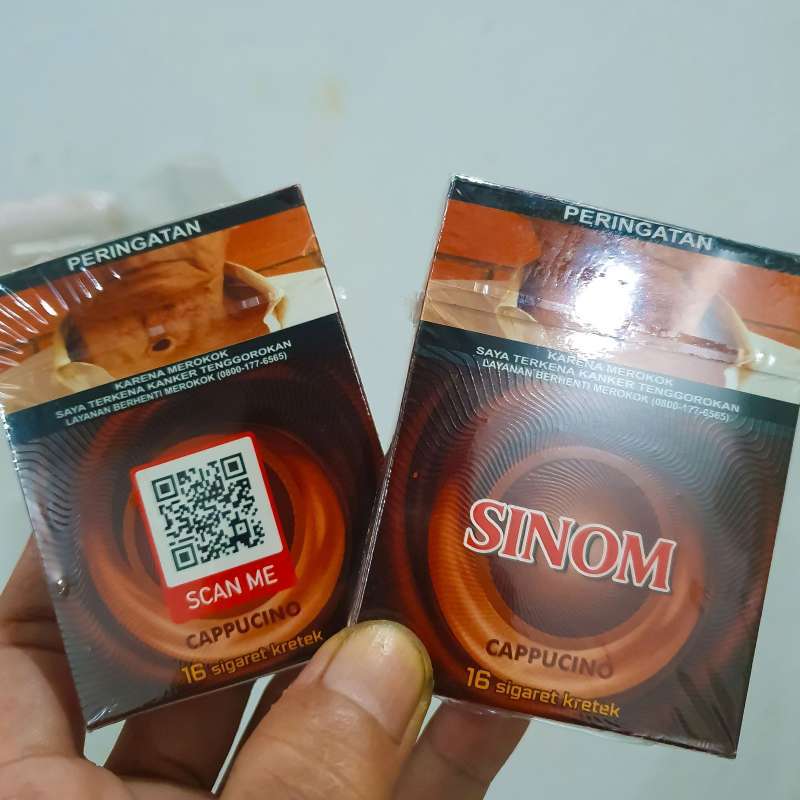 PERINGATAN
KARENA MEROKOK
SAYA TERKENA KANKER TENGGOROKAN
LAYANAN BERHENTI MEROKOK (0800-177-6565)
SCAN ME
CAPPUCINO
16 sigaret kretek
PERINGATAN
KARENA MEROKOK
SAYA TERKENA KANKER TENGGOROKAN
LAYANAN BERHENTI MEROKOK (0800-177-6565)
SINOM
CAPPUCINO
16 sigaret kretek